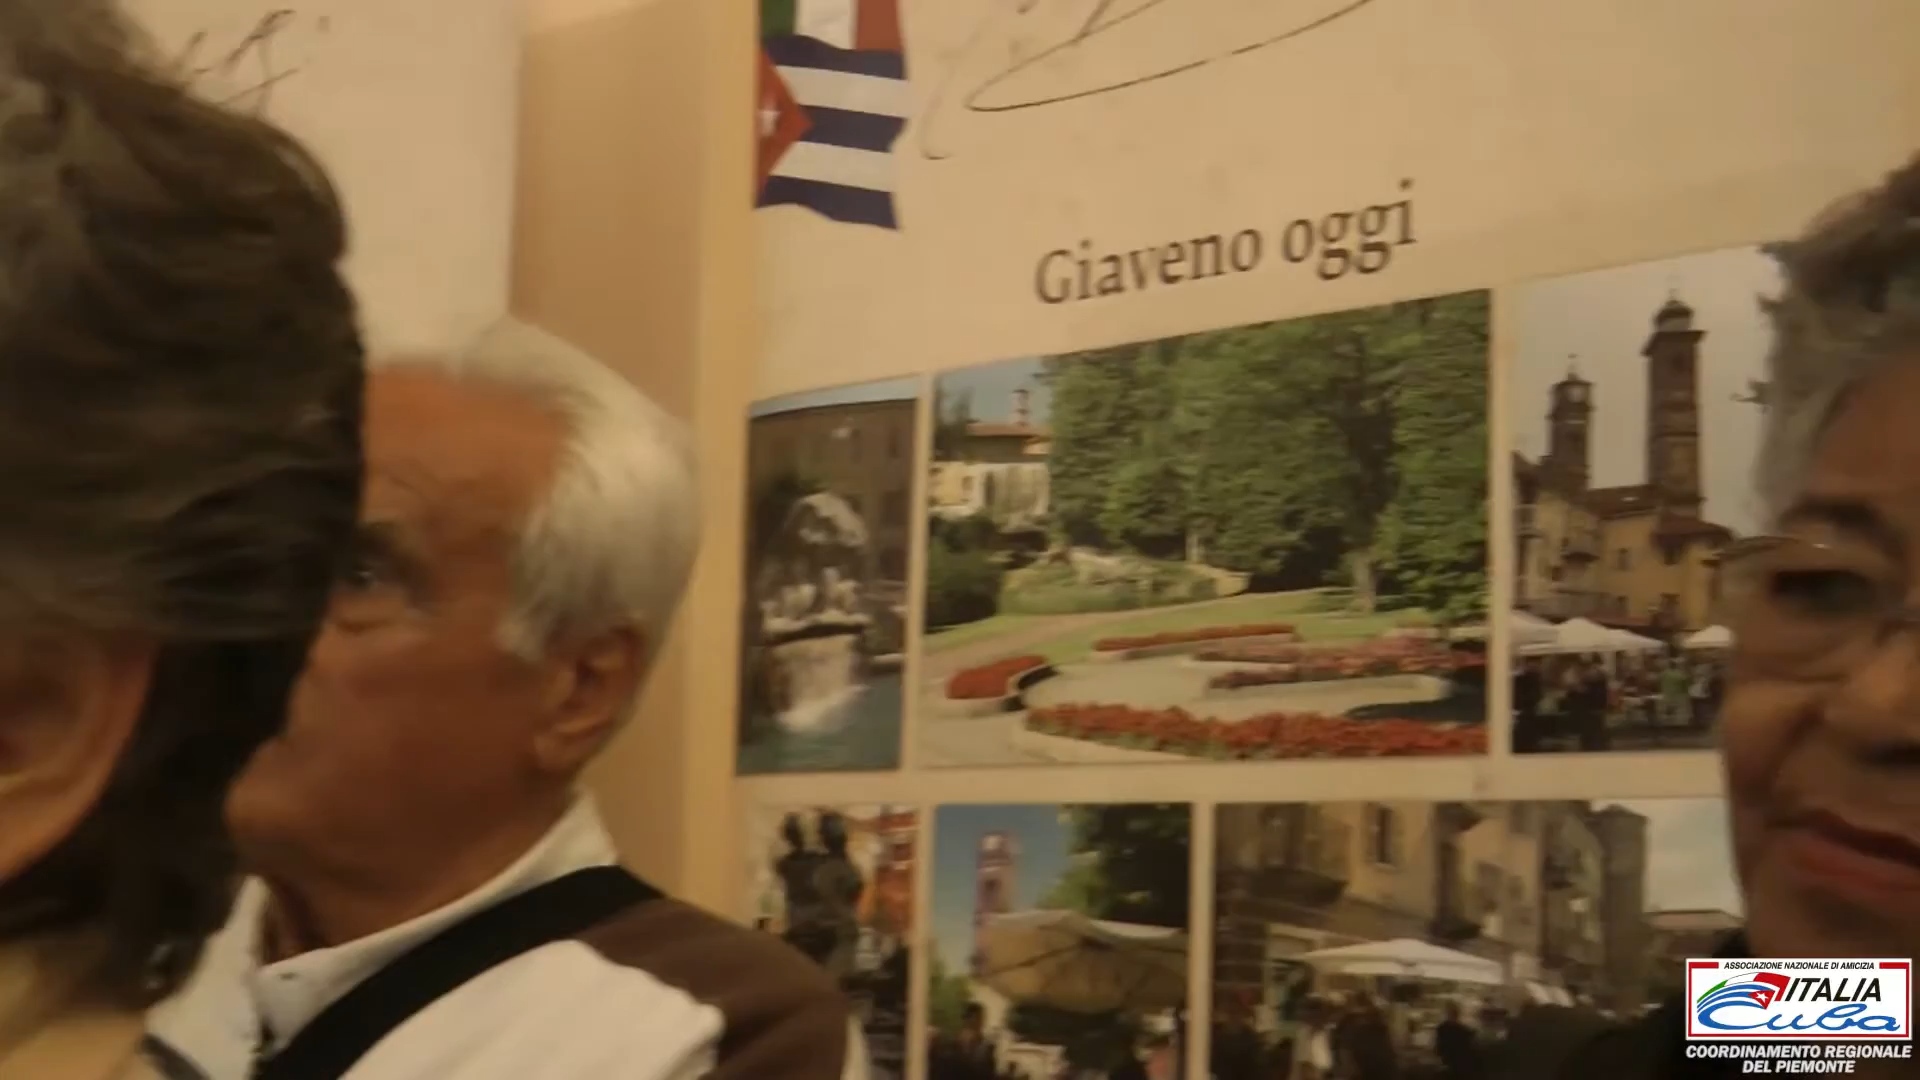 Giaveno oggi
ASSOCIAZIONE NAZIONALE DI AMICIZIA
ITALIA
Cuba
COORDINAMENTO REGIONALE
DEL PIEMONTE